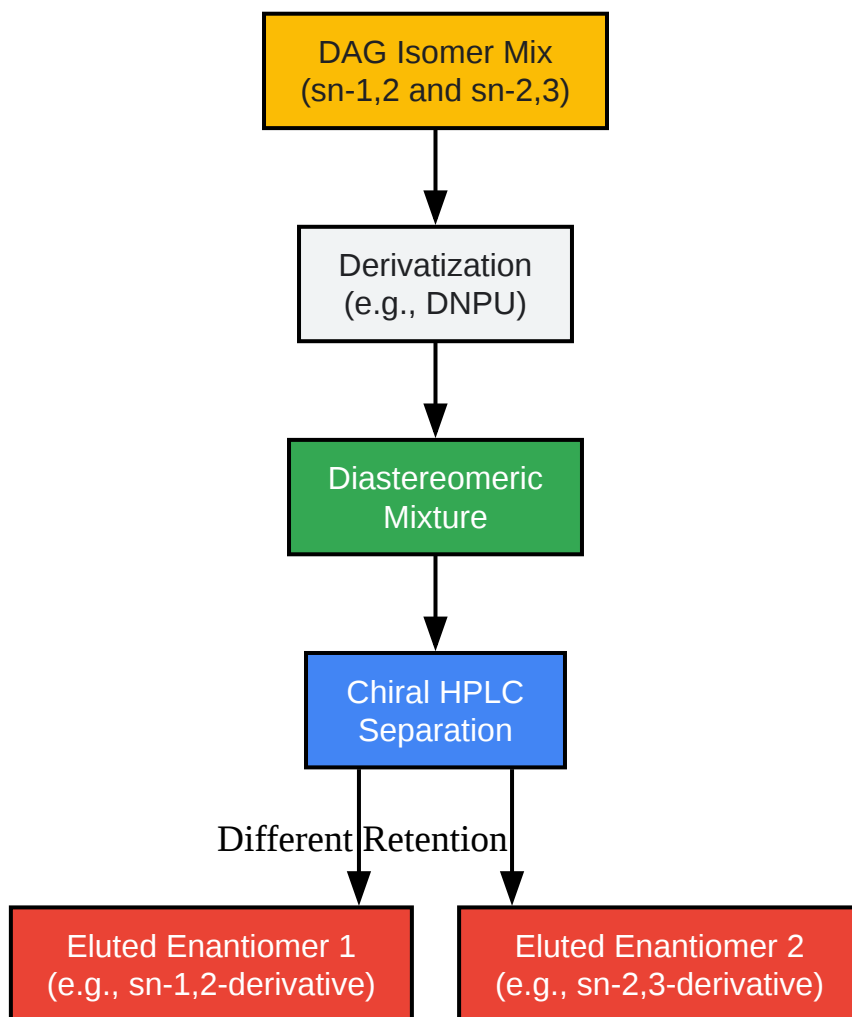 DAG Isomer Mix
(sn-1,2 and sn-2,3)
Derivatization
(e.g., DNPU)
Diastereomeric
Mixture
Chiral HPLC
Separation
Different Retention
Eluted Enantiomer 1
(e.g., sn-1,2-derivative)
Eluted Enantiomer 2
(e.g., sn-2,3-derivative)